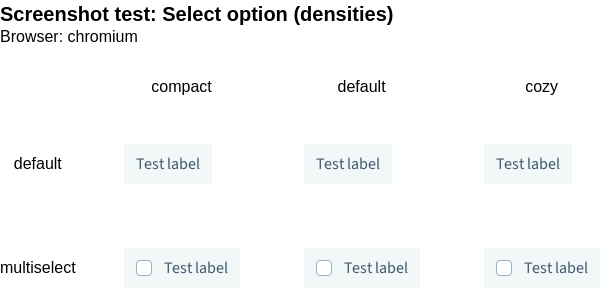 Screenshot test: Select option (densities)
Browser: chromium
compact default cozy
default Test label Test label Test label
multiselect Test label Test label Test label